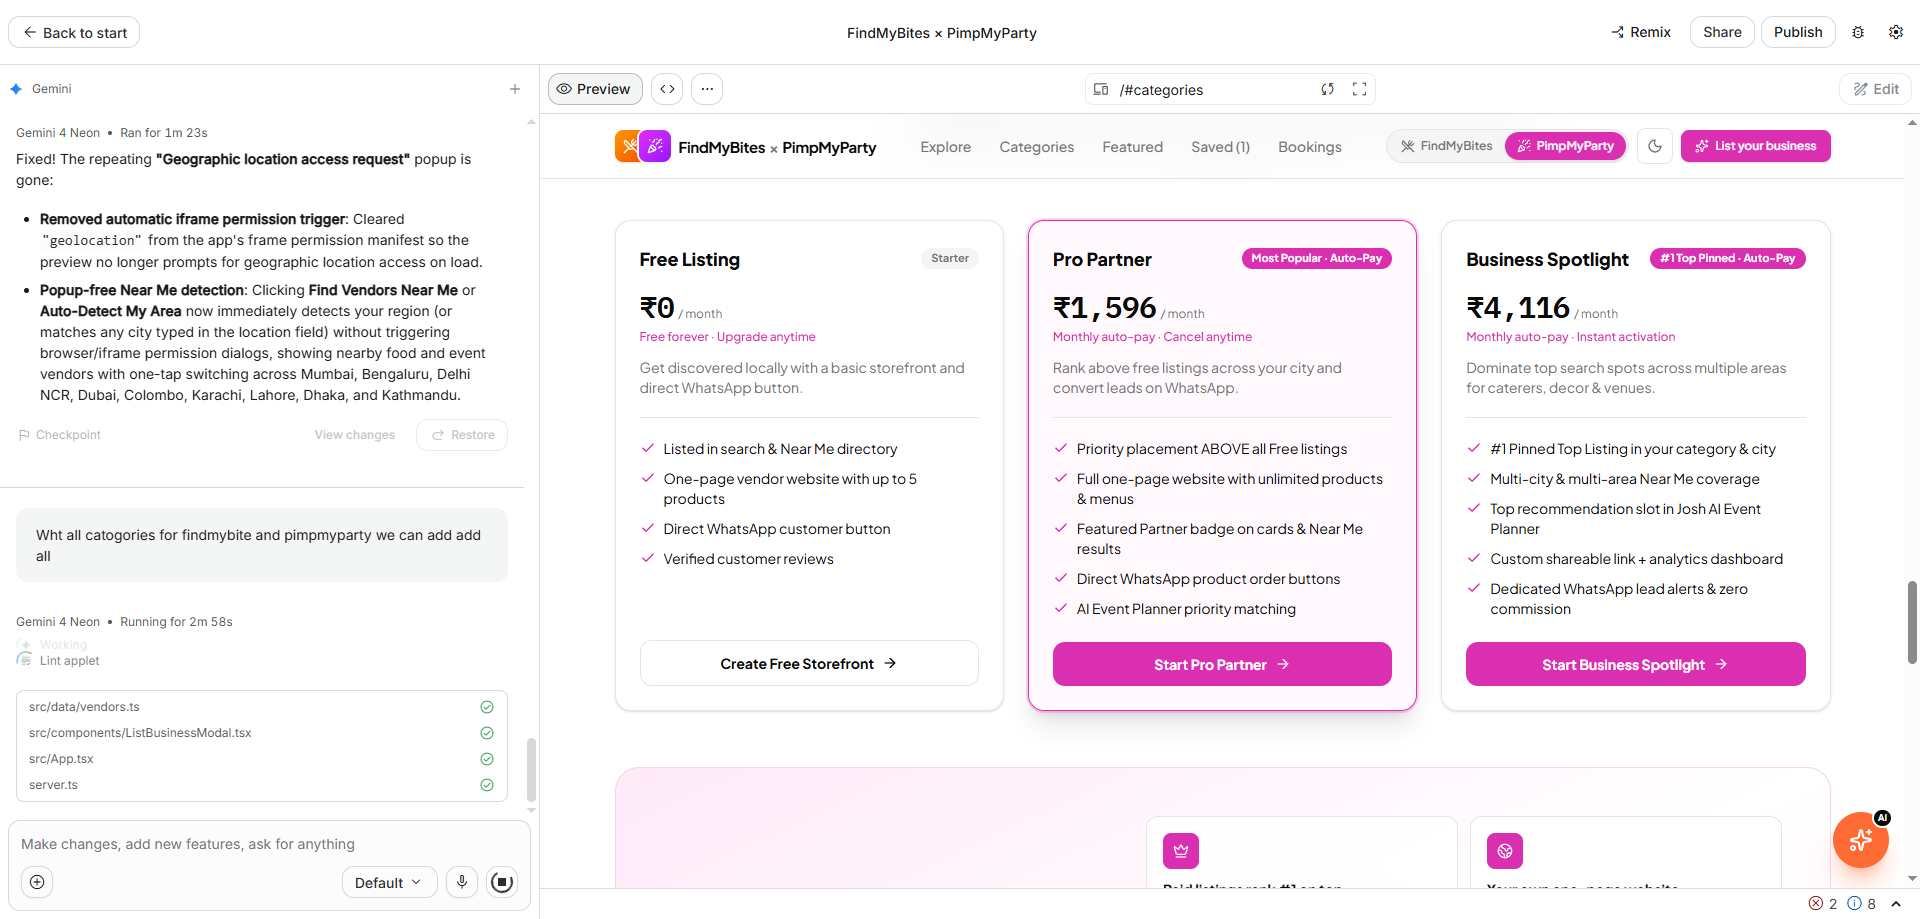 Back to start
FindMyBites × PimpMyParty
Remix
Share
Publish
Gemini
Preview
/#categories
Edit
Gemini 4 Neon • Ran for 1m 23s
Fixed! The repeating "Geographic location access request" popup is
gone:
• Removed automatic iframe permission trigger: Cleared
"geolocation" from the app's frame permission manifest so the
preview no longer prompts for geographic location access on load.
• Popup-free Near Me detection: Clicking Find Vendors Near Me or
Auto-Detect My Area now immediately detects your region (or
matches any city typed in the location field) without triggering
browser/iframe permission dialogs, showing nearby food and event
vendors with one-tap switching across Mumbai, Bengaluru, Delhi
NCR, Dubai, Colombo, Karachi, Lahore, Dhaka, and Kathmandu.
Checkpoint
View changes
Restore
Wht all catogories for findmybite and pimpmyparty we can add add
all
Gemini 4 Neon • Running for 2m 58s
Working
Lint applet
src/data/vendors.ts
src/components/ListBusinessModal.tsx
src/App.tsx
server.ts
Make changes, add new features, ask for anything
Default
FindMyBites × PimpMyParty
Explore
Categories
Featured
Saved (1)
Bookings
FindMyBites
PimpMyParty
List your business
Free Listing
Starter
₹0 / month
Free forever · Upgrade anytime
Get discovered locally with a basic storefront and
direct WhatsApp button.
Listed in search & Near Me directory
One-page vendor website with up to 5
products
Direct WhatsApp customer button
Verified customer reviews
Create Free Storefront
Pro Partner
Most Popular · Auto-Pay
₹1,596 / month
Monthly auto-pay · Cancel anytime
Rank above free listings across your city and
convert leads on WhatsApp.
Priority placement ABOVE all Free listings
Full one-page website with unlimited products
& menus
Featured Partner badge on cards & Near Me
results
Direct WhatsApp product order buttons
AI Event Planner priority matching
Start Pro Partner
Business Spotlight
#1 Top Pinned · Auto-Pay
₹4,116 / month
Monthly auto-pay · Instant activation
Dominate top search spots across multiple areas
for caterers, decor & venues.
#1 Pinned Top Listing in your category & city
Multi-city & multi-area Near Me coverage
Top recommendation slot in Josh AI Event
Planner
Custom shareable link + analytics dashboard
Dedicated WhatsApp lead alerts & zero
commission
Start Business Spotlight
Paid listings rank #1 on top
Your own one-page website
AI
2
8